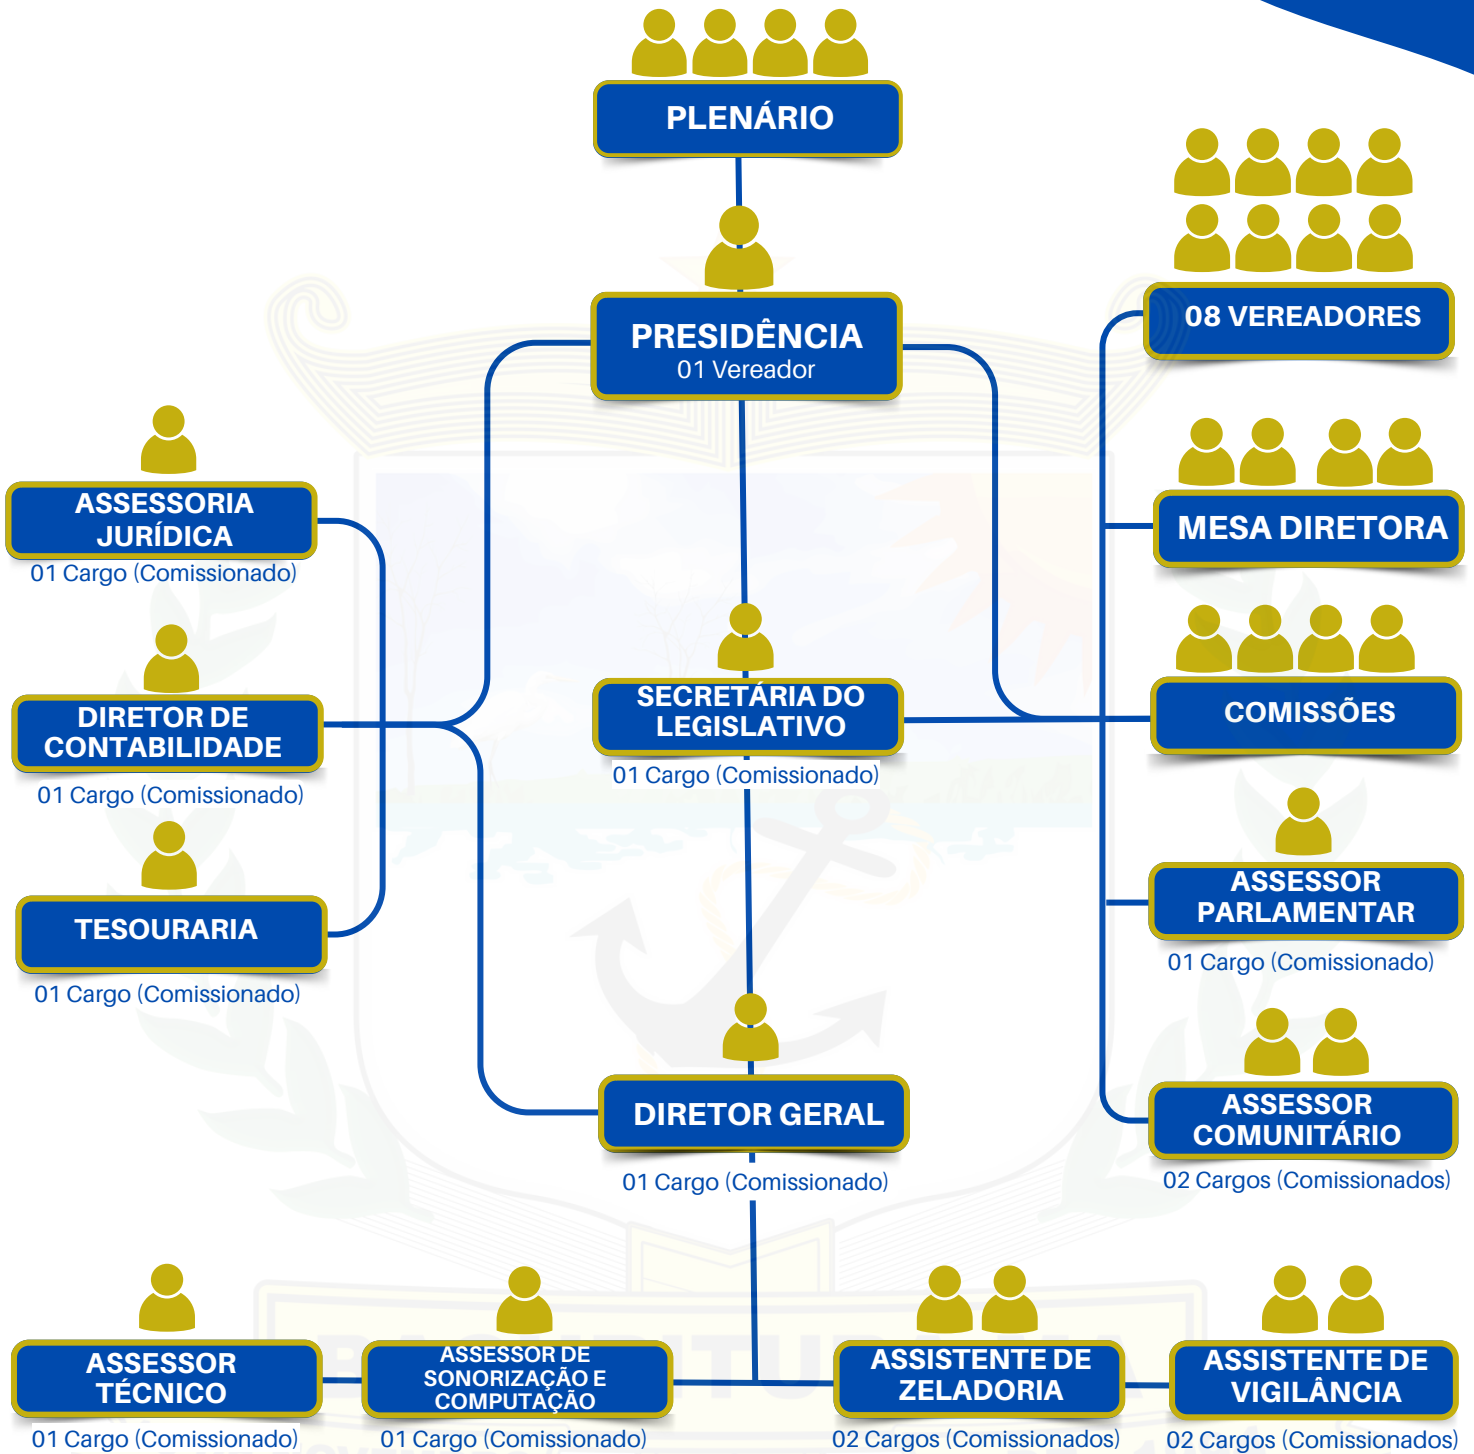 PLENÁRIO
PRESIDÊNCIA
01 Vereador
08 VEREADORES
ASSESSORIA
JURÍDICA
01 Cargo (Comissionado)
MESA DIRETORA
DIRETOR DE
CONTABILIDADE
01 Cargo (Comissionado)
SECRETÁRIA DO
LEGISLATIVO
01 Cargo (Comissionado)
COMISSÕES
TESOURARIA
01 Cargo (Comissionado)
ASSESSOR
PARLAMENTAR
01 Cargo (Comissionado)
DIRETOR GERAL
01 Cargo (Comissionado)
ASSESSOR
COMUNITÁRIO
02 Cargos (Comissionados)
ASSESSOR
TÉCNICO
01 Cargo (Comissionado)
ASSESSOR DE
SONORIZAÇÃO E
COMPUTAÇÃO
01 Cargo (Comissionado)
ASSISTENTE DE
ZELADORIA
02 Cargos (Comissionados)
ASSISTENTE DE
VIGILÂNCIA
02 Cargos (Comissionados)